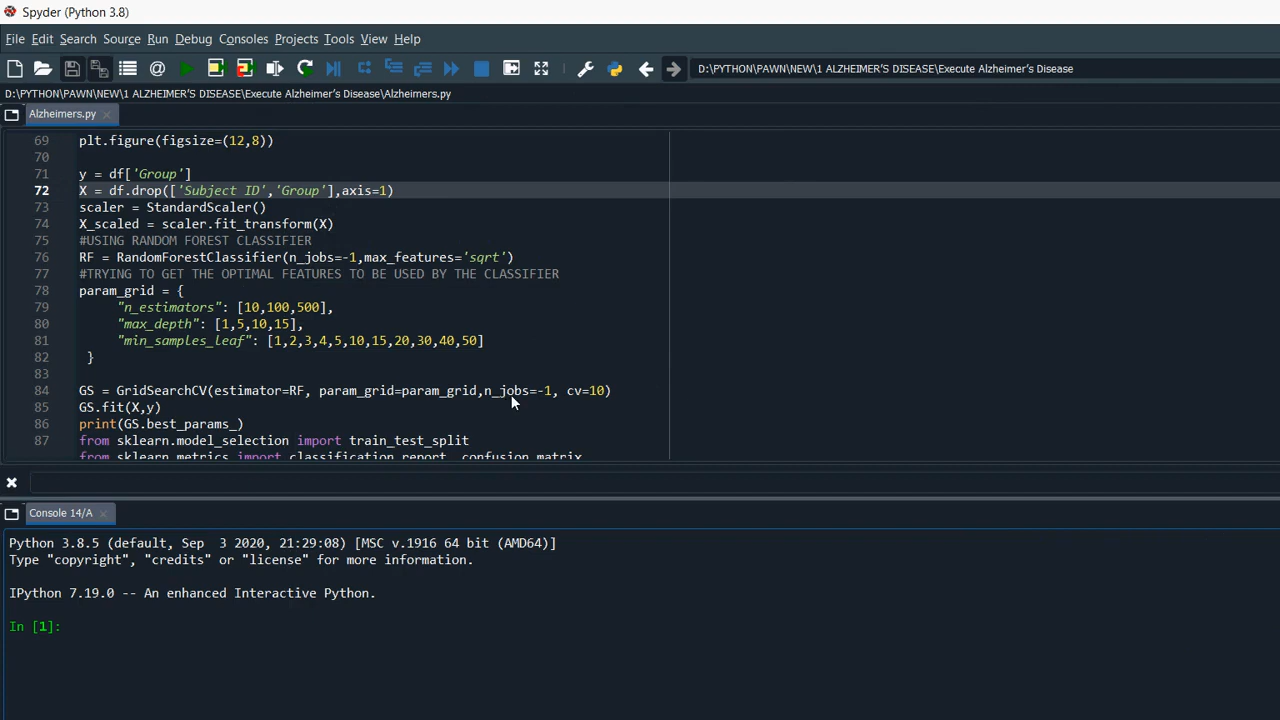 Spyder (Python 3.8)
File Edit Search Source Run Debug Consoles Projects Tools View Help
D:\PYTHON\PAWN\NEW\1 ALZHEIMER'S DISEASE\Execute Alzheimer's Disease
D:\PYTHON\PAWN\NEW\1 ALZHEIMER'S DISEASE\Execute Alzheimer's Disease\Alzheimers.py
Alzheimers.py
69 plt.figure(figsize=(12,8))
70
71 y = df['Group']
72 X = df.drop(['Subject ID','Group'],axis=1)
73 scaler = StandardScaler()
74 X_scaled = scaler.fit_transform(X)
75 #USING RANDOM FOREST CLASSIFIER
76 RF = RandomForestClassifier(n_jobs=-1,max_features='sqrt')
77 #TRYING TO GET THE OPTIMAL FEATURES TO BE USED BY THE CLASSIFIER
78 param_grid = {
79 "n_estimators": [10,100,500],
80 "max_depth": [1,5,10,15],
81 "min_samples_leaf": [1,2,3,4,5,10,15,20,30,40,50]
82 }
83
84 GS = GridSearchCV(estimator=RF, param_grid=param_grid,n_jobs=-1, cv=10)
85 GS.fit(X,y)
86 print(GS.best_params_)
87 from sklearn.model_selection import train_test_split
from sklearn.metrics import classification_report, confusion_matrix
Console 14/A
Python 3.8.5 (default, Sep  3 2020, 21:29:08) [MSC v.1916 64 bit (AMD64)]
Type "copyright", "credits" or "license" for more information.
IPython 7.19.0 -- An enhanced Interactive Python.
In [1]: